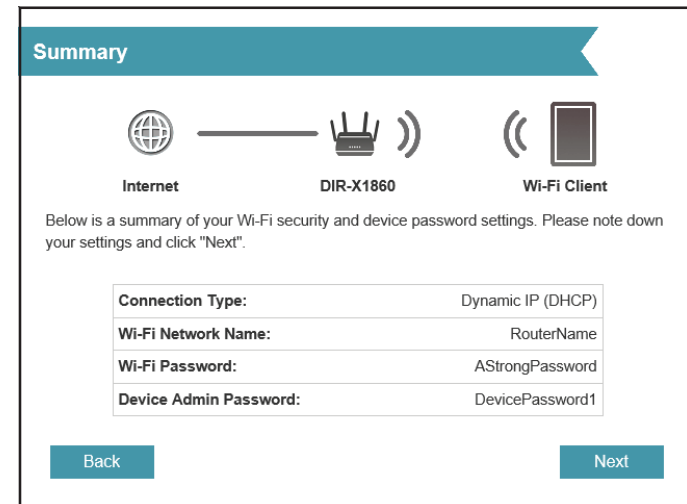 Summary
Internet DIR-X1860 Wi-Fi Client
Below is a summary of your Wi-Fi security and device password settings. Please note down
your settings and click "Next".
Connection Type: Dynamic IP (DHCP)
Wi-Fi Network Name: RouterName
Wi-Fi Password: AStrongPassword
Device Admin Password: DevicePassword1
Back Next